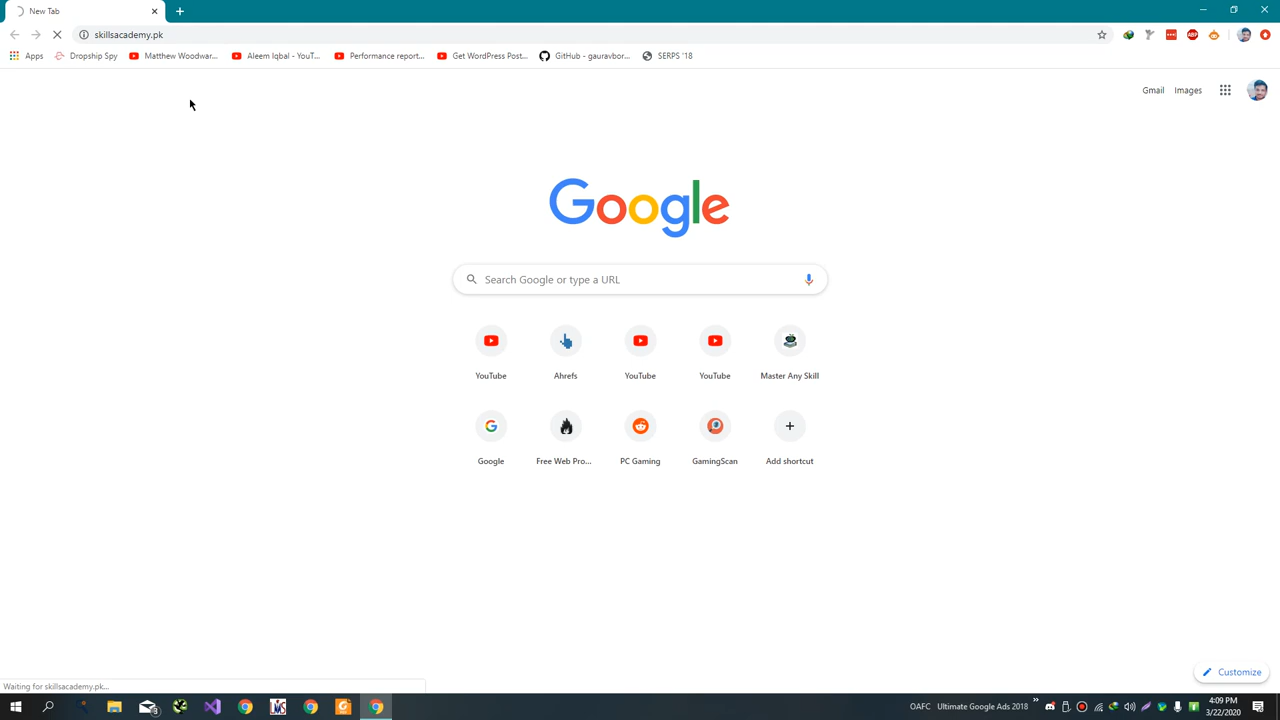 New Tab
skillsacademy.pk
Apps Dropship Spy Matthew Woodwar... Aleem Iqbal - YouT... Performance report... Get WordPress Post... GitHub - gauravbor... SERPS '18
Gmail Images
Google
Search Google or type a URL
YouTube Ahrefs YouTube YouTube Master Any Skill
Google Free Web Pro... PC Gaming GamingScan Add shortcut
Customize
Waiting for skillsacademy.pk...
OAFC Ultimate Google Ads 2018
4:09 PM
3/22/2020